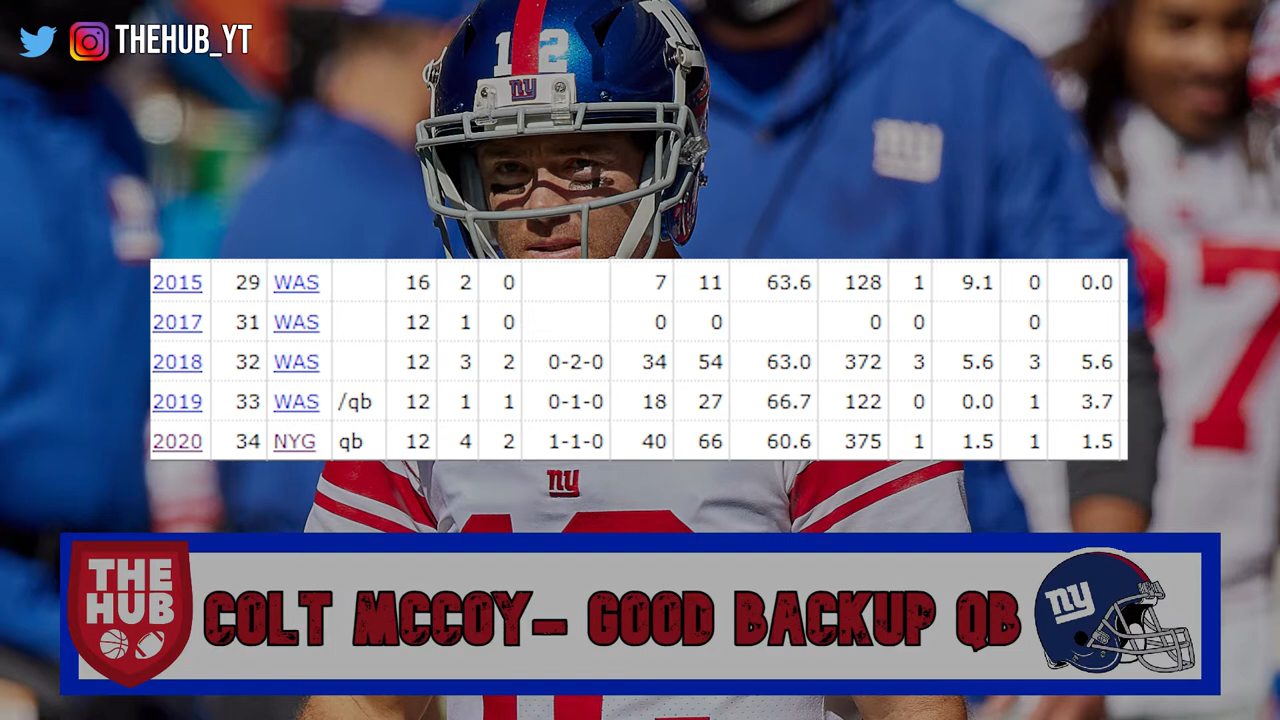 THEHUB_YT
12
ny
ny
7
2015 29 WAS 16 2 0 7 11 63.6 128 1 9.1 0 0.0
2017 31 WAS 12 1 0 0 0 0 0 0
2018 32 WAS 12 3 2 0-2-0 34 54 63.0 372 3 5.6 3 5.6
2019 33 WAS /qb 12 1 1 0-1-0 18 27 66.7 122 0 0.0 1 3.7
2020 34 NYG qb 12 4 2 1-1-0 40 66 60.6 375 1 1.5 1 1.5
ny
THE
HUB
COLT MCCOY- GOOD BACKUP QB
ny